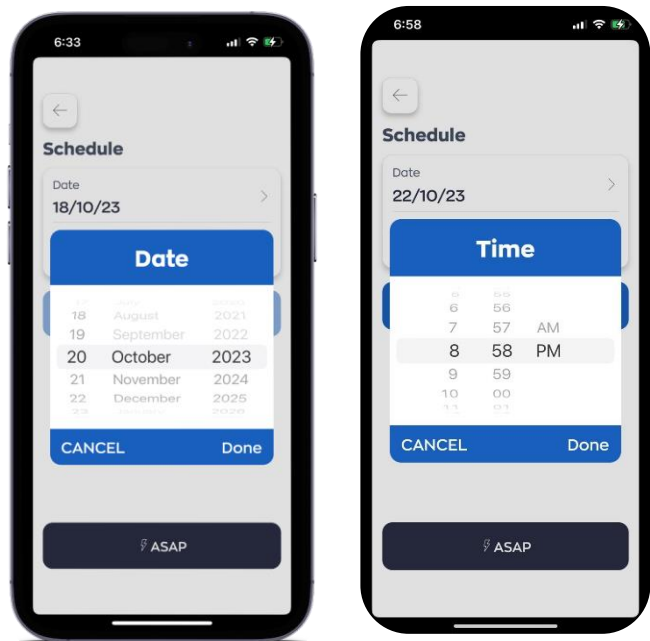 6:33
Schedule
Date
18/10/23
Date
18 August 2021
19 September 2022
20 October 2023
21 November 2024
22 December 2025
CANCEL Done
ASAP
6:58
Schedule
Date
22/10/23
Time
6 56
7 57 AM
8 58 PM
9 59
10 00
CANCEL Done
ASAP